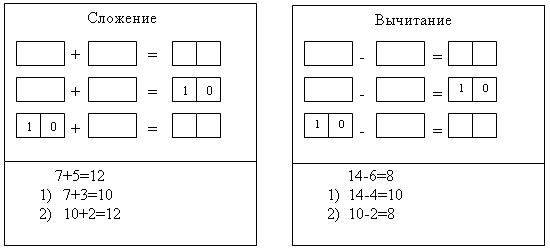 Сложение
+ =
+ = 1 0
1 0 + =
7+5=12
1) 7+3=10
2) 10+2=12
Вычитание
- =
- = 1 0
1 0 - =
14-6=8
1) 14-4=10
2) 10-2=8